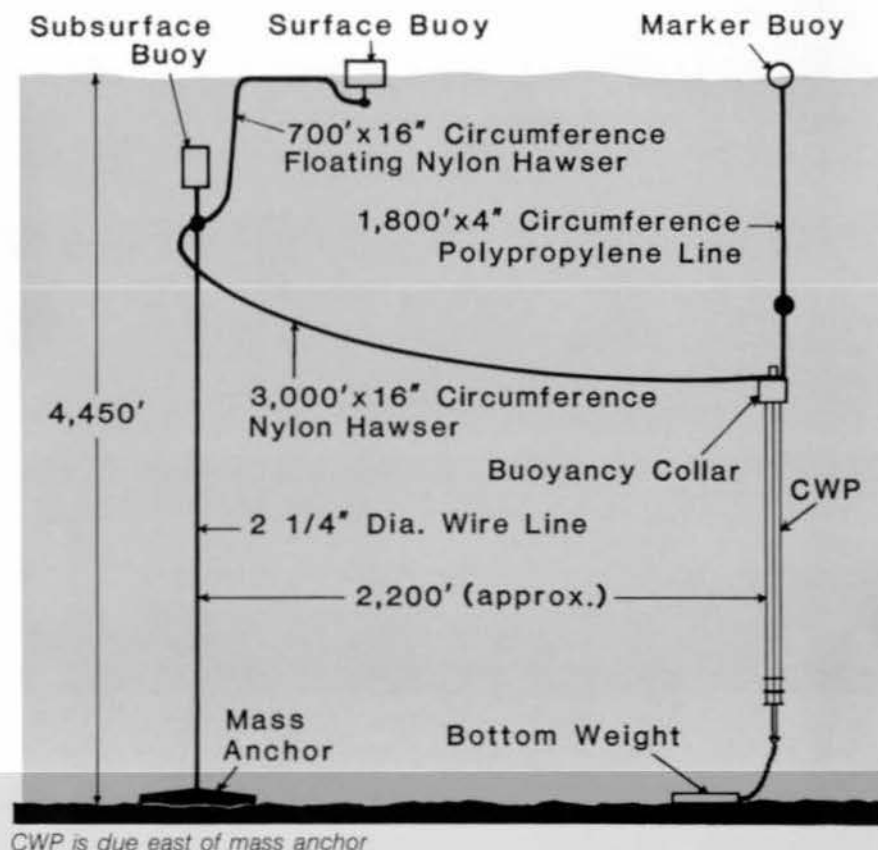 Subsurface
Buoy
Surface Buoy
Marker Buoy
700'x16" Circumference
Floating Nylon Hawser
1,800'x4" Circumference
Polypropylene Line
4,450'
3,000'x16" Circumference
Nylon Hawser
Buoyancy Collar
CWP
2 1/4" Dia. Wire Line
2,200' (approx.)
Mass
Anchor
Bottom Weight
CWP is due east of mass anchor